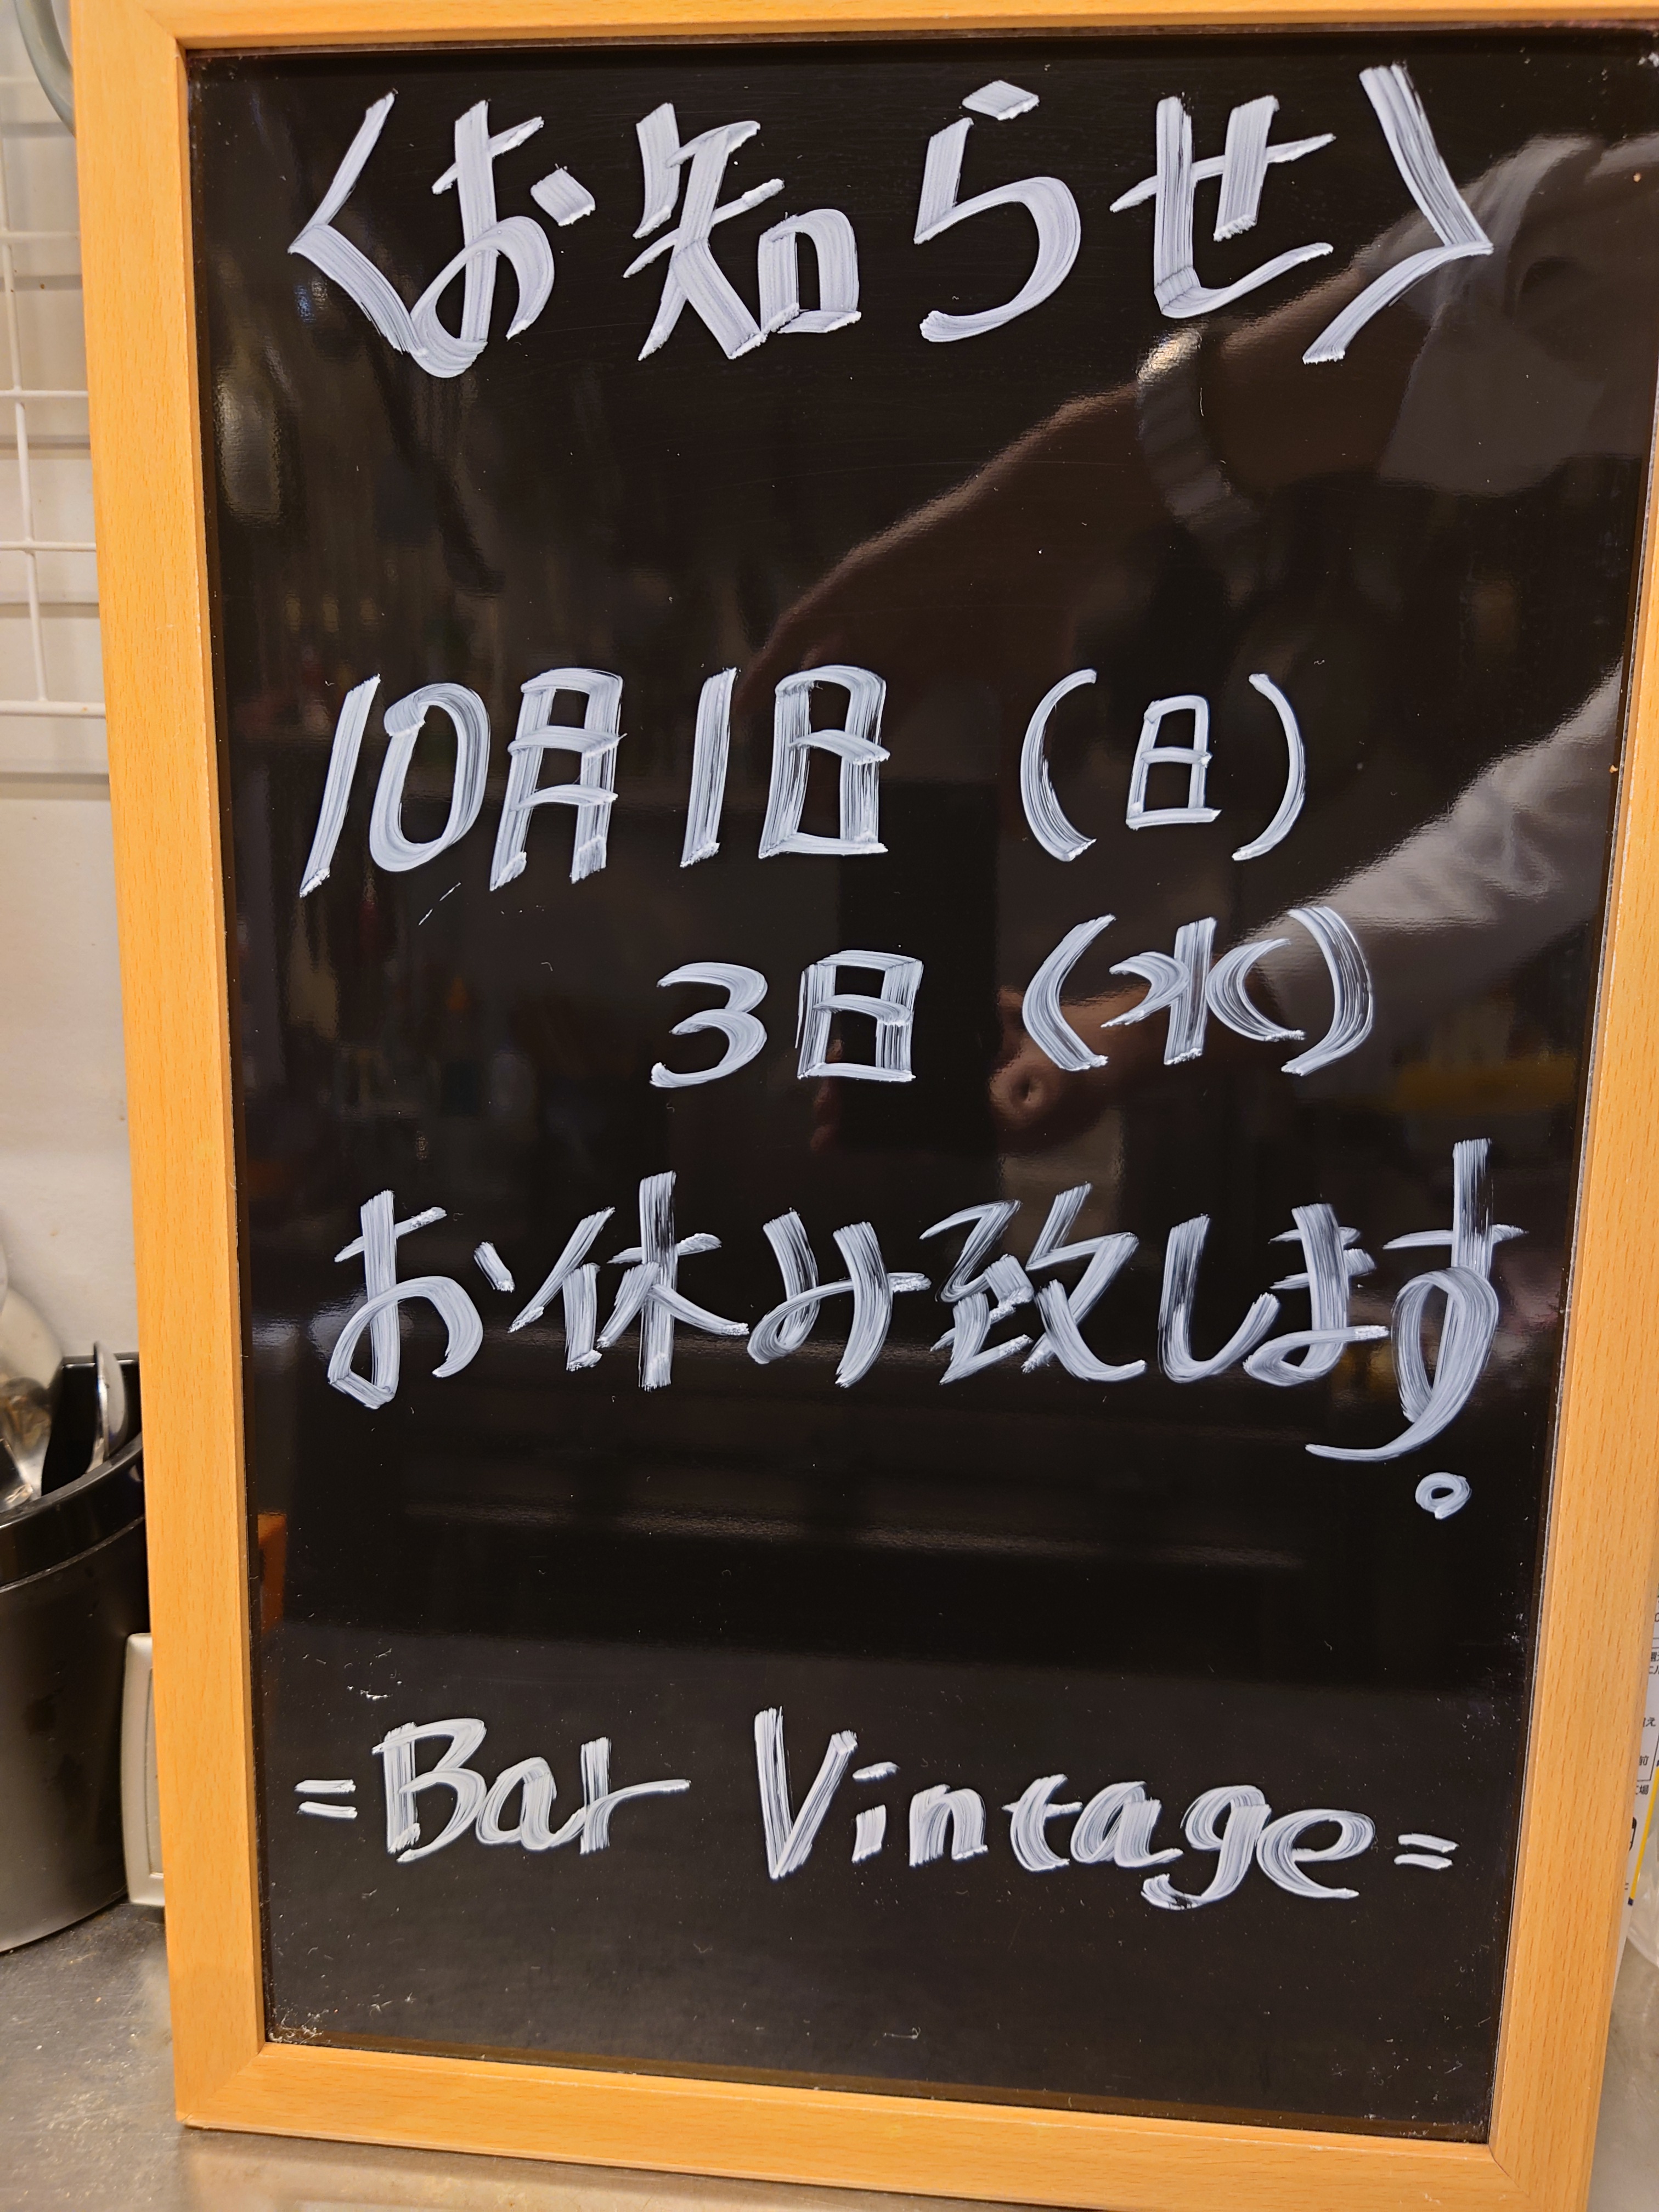 〈お知らせ〉
10月1日（日）
3日（水）
お休み致します。
=Bar Vintage=